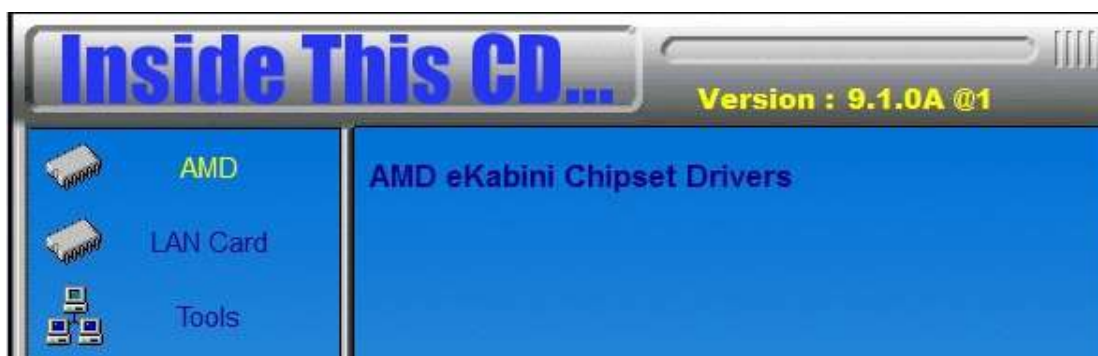 Inside This CD...
Version : 9.1.0A @1
AMD
AMD eKabini Chipset Drivers
LAN Card
Tools